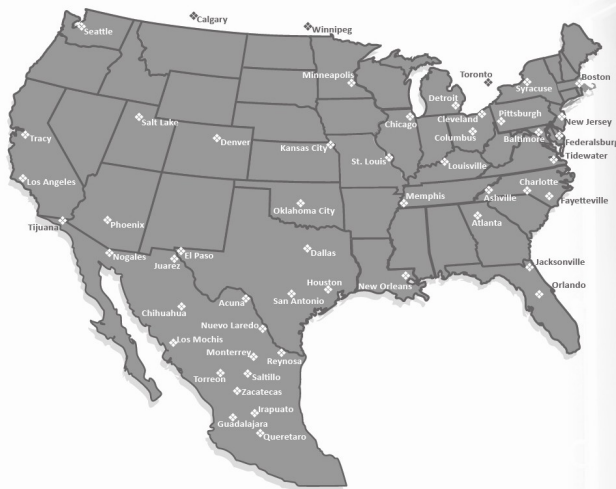 Calgary
Winnipeg
Seattle
Minneapolis
Toronto
Boston
Syracuse
Detroit
Chicago
Cleveland
Pittsburgh
New Jersey
Columbus
Baltimore
Federalsburg
Tracy
Salt Lake
Denver
Kansas City
St. Louis
Louisville
Tidewater
Los Angeles
Charlotte
Ashville
Memphis
Fayetteville
Oklahoma City
Phoenix
Tijuana
Atlanta
Nogales
El Paso
Juarez
Dallas
Jacksonville
Houston
New Orleans
Orlando
San Antonio
Acuna
Chihuahua
Nuevo Laredo
Los Mochis
Monterrey
Reynosa
Torreon
Saltillo
Zacatecas
Irapuato
Guadalajara
Queretaro